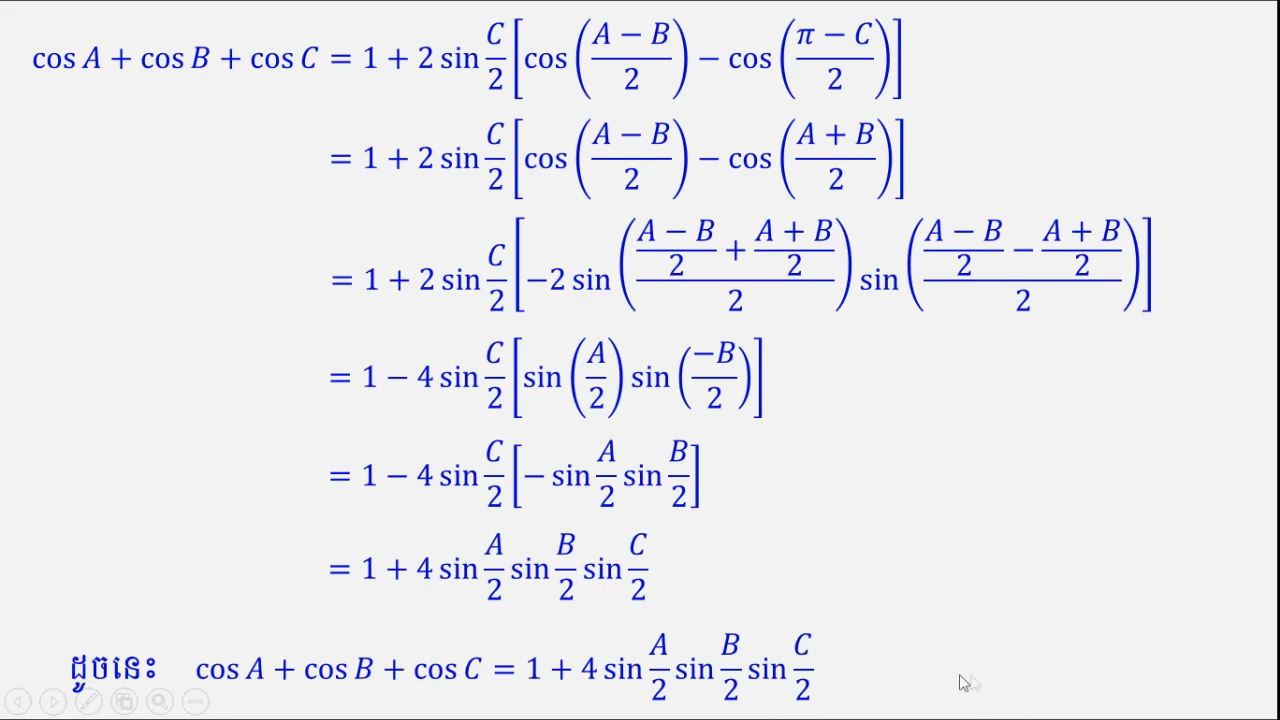 cos A + cos B + cos C = 1 + 2 sin C/2 [cos((A − B)/2) − cos((π − C)/2)]
= 1 + 2 sin C/2 [cos((A − B)/2) − cos((A + B)/2)]
= 1 + 2 sin C/2 [−2 sin(((A − B)/2 + (A + B)/2)/2) sin(((A − B)/2 − (A + B)/2)/2)]
= 1 − 4 sin C/2 [sin(A/2) sin(−B/2)]
= 1 − 4 sin C/2 [− sin A/2 sin B/2]
= 1 + 4 sin A/2 sin B/2 sin C/2
ដូចនេះ cos A + cos B + cos C = 1 + 4 sin A/2 sin B/2 sin C/2